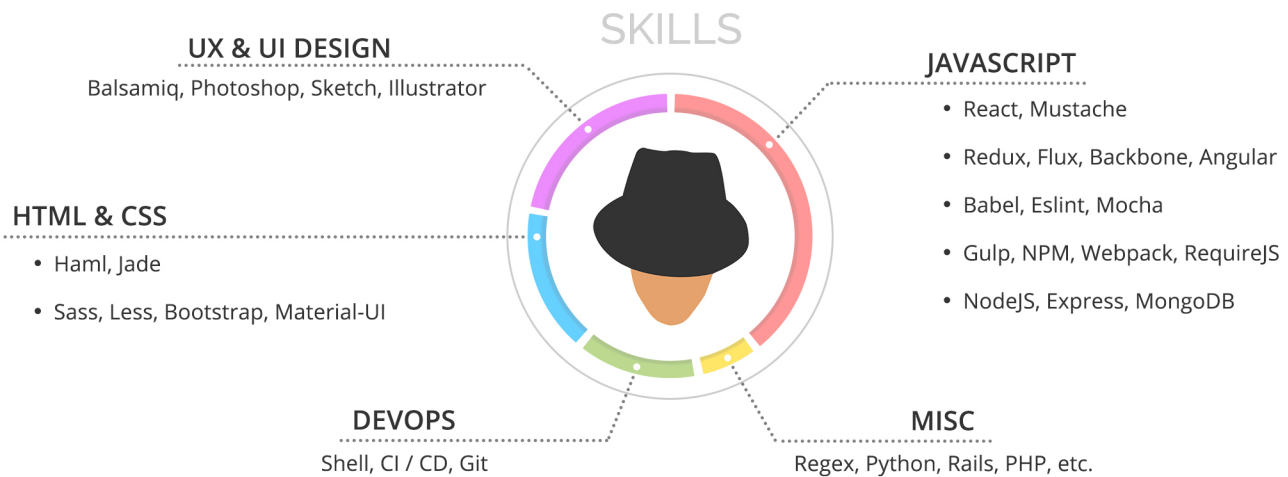 SKILLS
UX & UI DESIGN
Balsamiq, Photoshop, Sketch, Illustrator
JAVASCRIPT
• React, Mustache
• Redux, Flux, Backbone, Angular
• Babel, Eslint, Mocha
• Gulp, NPM, Webpack, RequireJS
• NodeJS, Express, MongoDB
HTML & CSS
• Haml, Jade
• Sass, Less, Bootstrap, Material-UI
DEVOPS
Shell, CI / CD, Git
MISC
Regex, Python, Rails, PHP, etc.